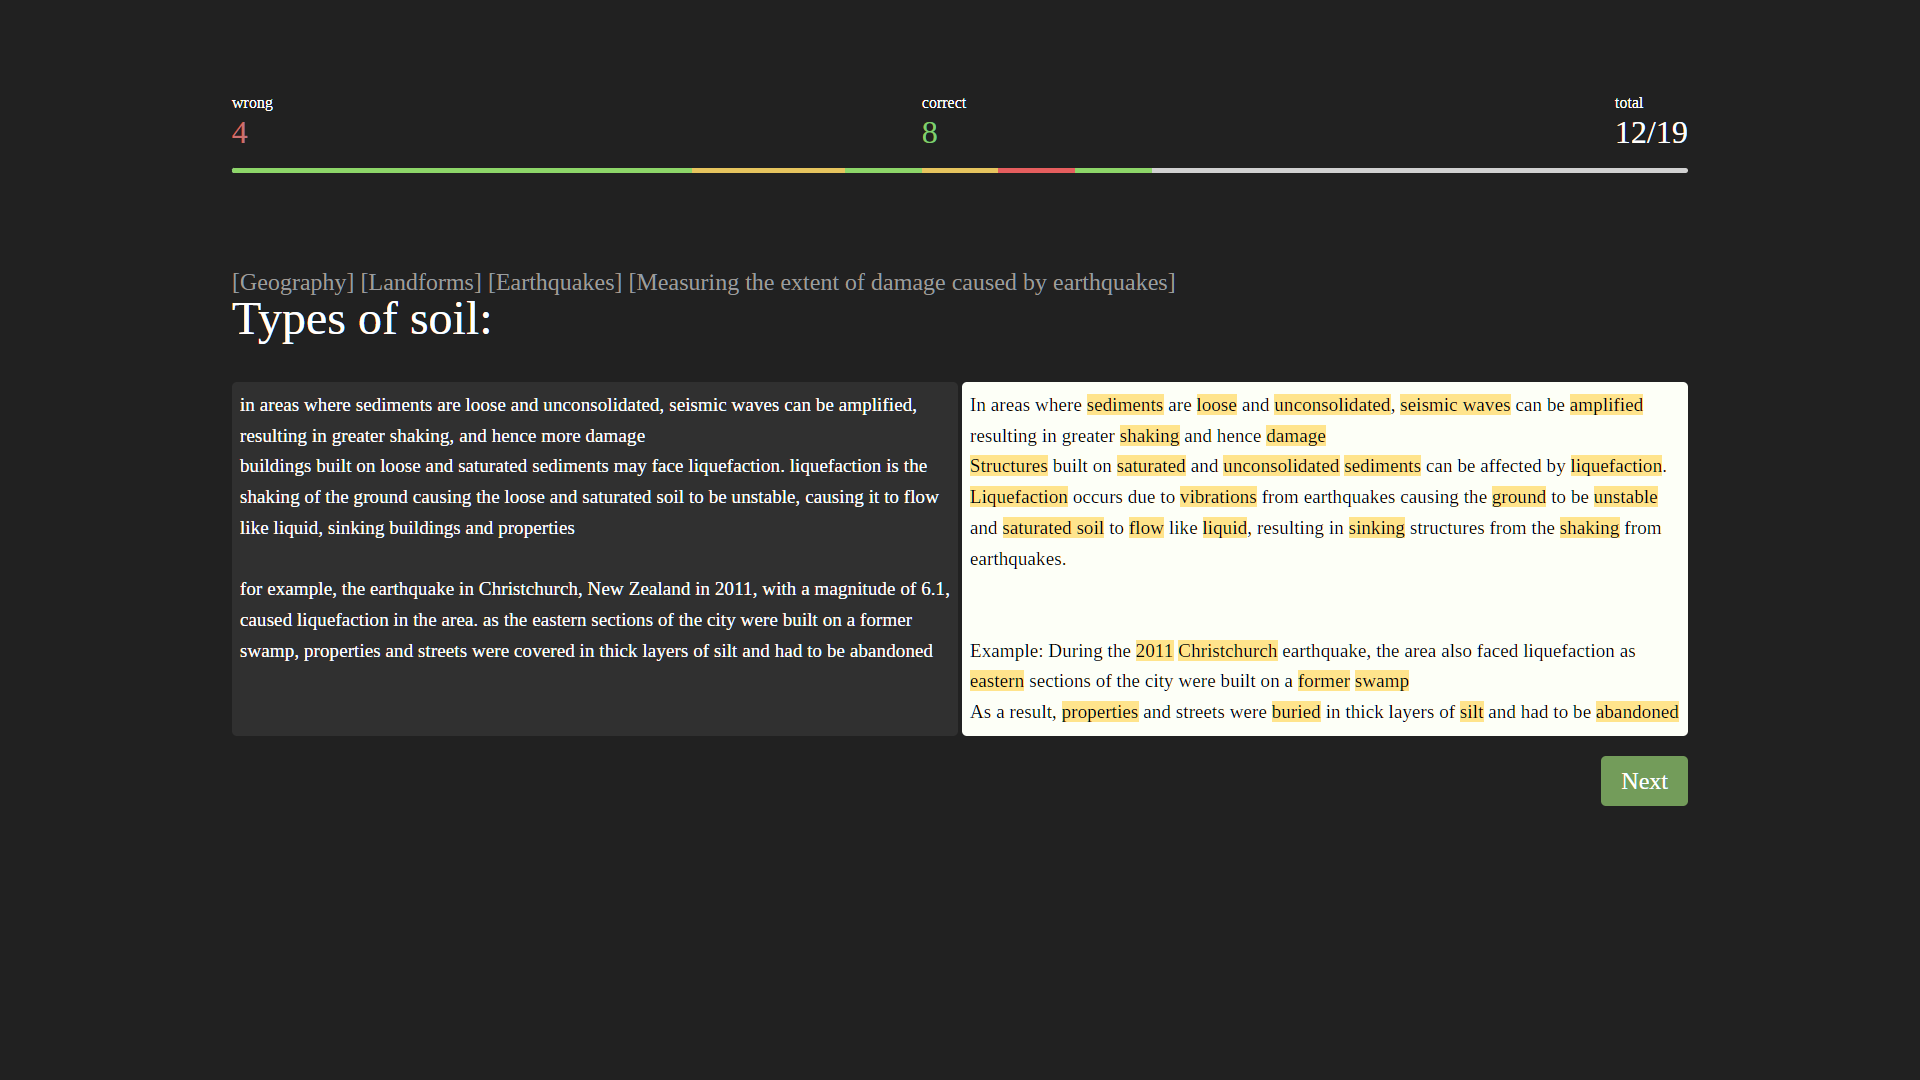 wrong
4
correct
8
total
12/19
[Geography] [Landforms] [Earthquakes] [Measuring the extent of damage caused by earthquakes]
Types of soil:
in areas where sediments are loose and unconsolidated, seismic waves can be amplified,
resulting in greater shaking, and hence more damage
buildings built on loose and saturated sediments may face liquefaction. liquefaction is the
shaking of the ground causing the loose and saturated soil to be unstable, causing it to flow
like liquid, sinking buildings and properties
for example, the earthquake in Christchurch, New Zealand in 2011, with a magnitude of 6.1,
caused liquefaction in the area. as the eastern sections of the city were built on a former
swamp, properties and streets were covered in thick layers of silt and had to be abandoned
In areas where sediments are loose and unconsolidated, seismic waves can be amplified
resulting in greater shaking and hence damage
Structures built on saturated and unconsolidated sediments can be affected by liquefaction.
Liquefaction occurs due to vibrations from earthquakes causing the ground to be unstable
and saturated soil to flow like liquid, resulting in sinking structures from the shaking from
earthquakes.
Example: During the 2011 Christchurch earthquake, the area also faced liquefaction as
eastern sections of the city were built on a former swamp
As a result, properties and streets were buried in thick layers of silt and had to be abandoned
Next